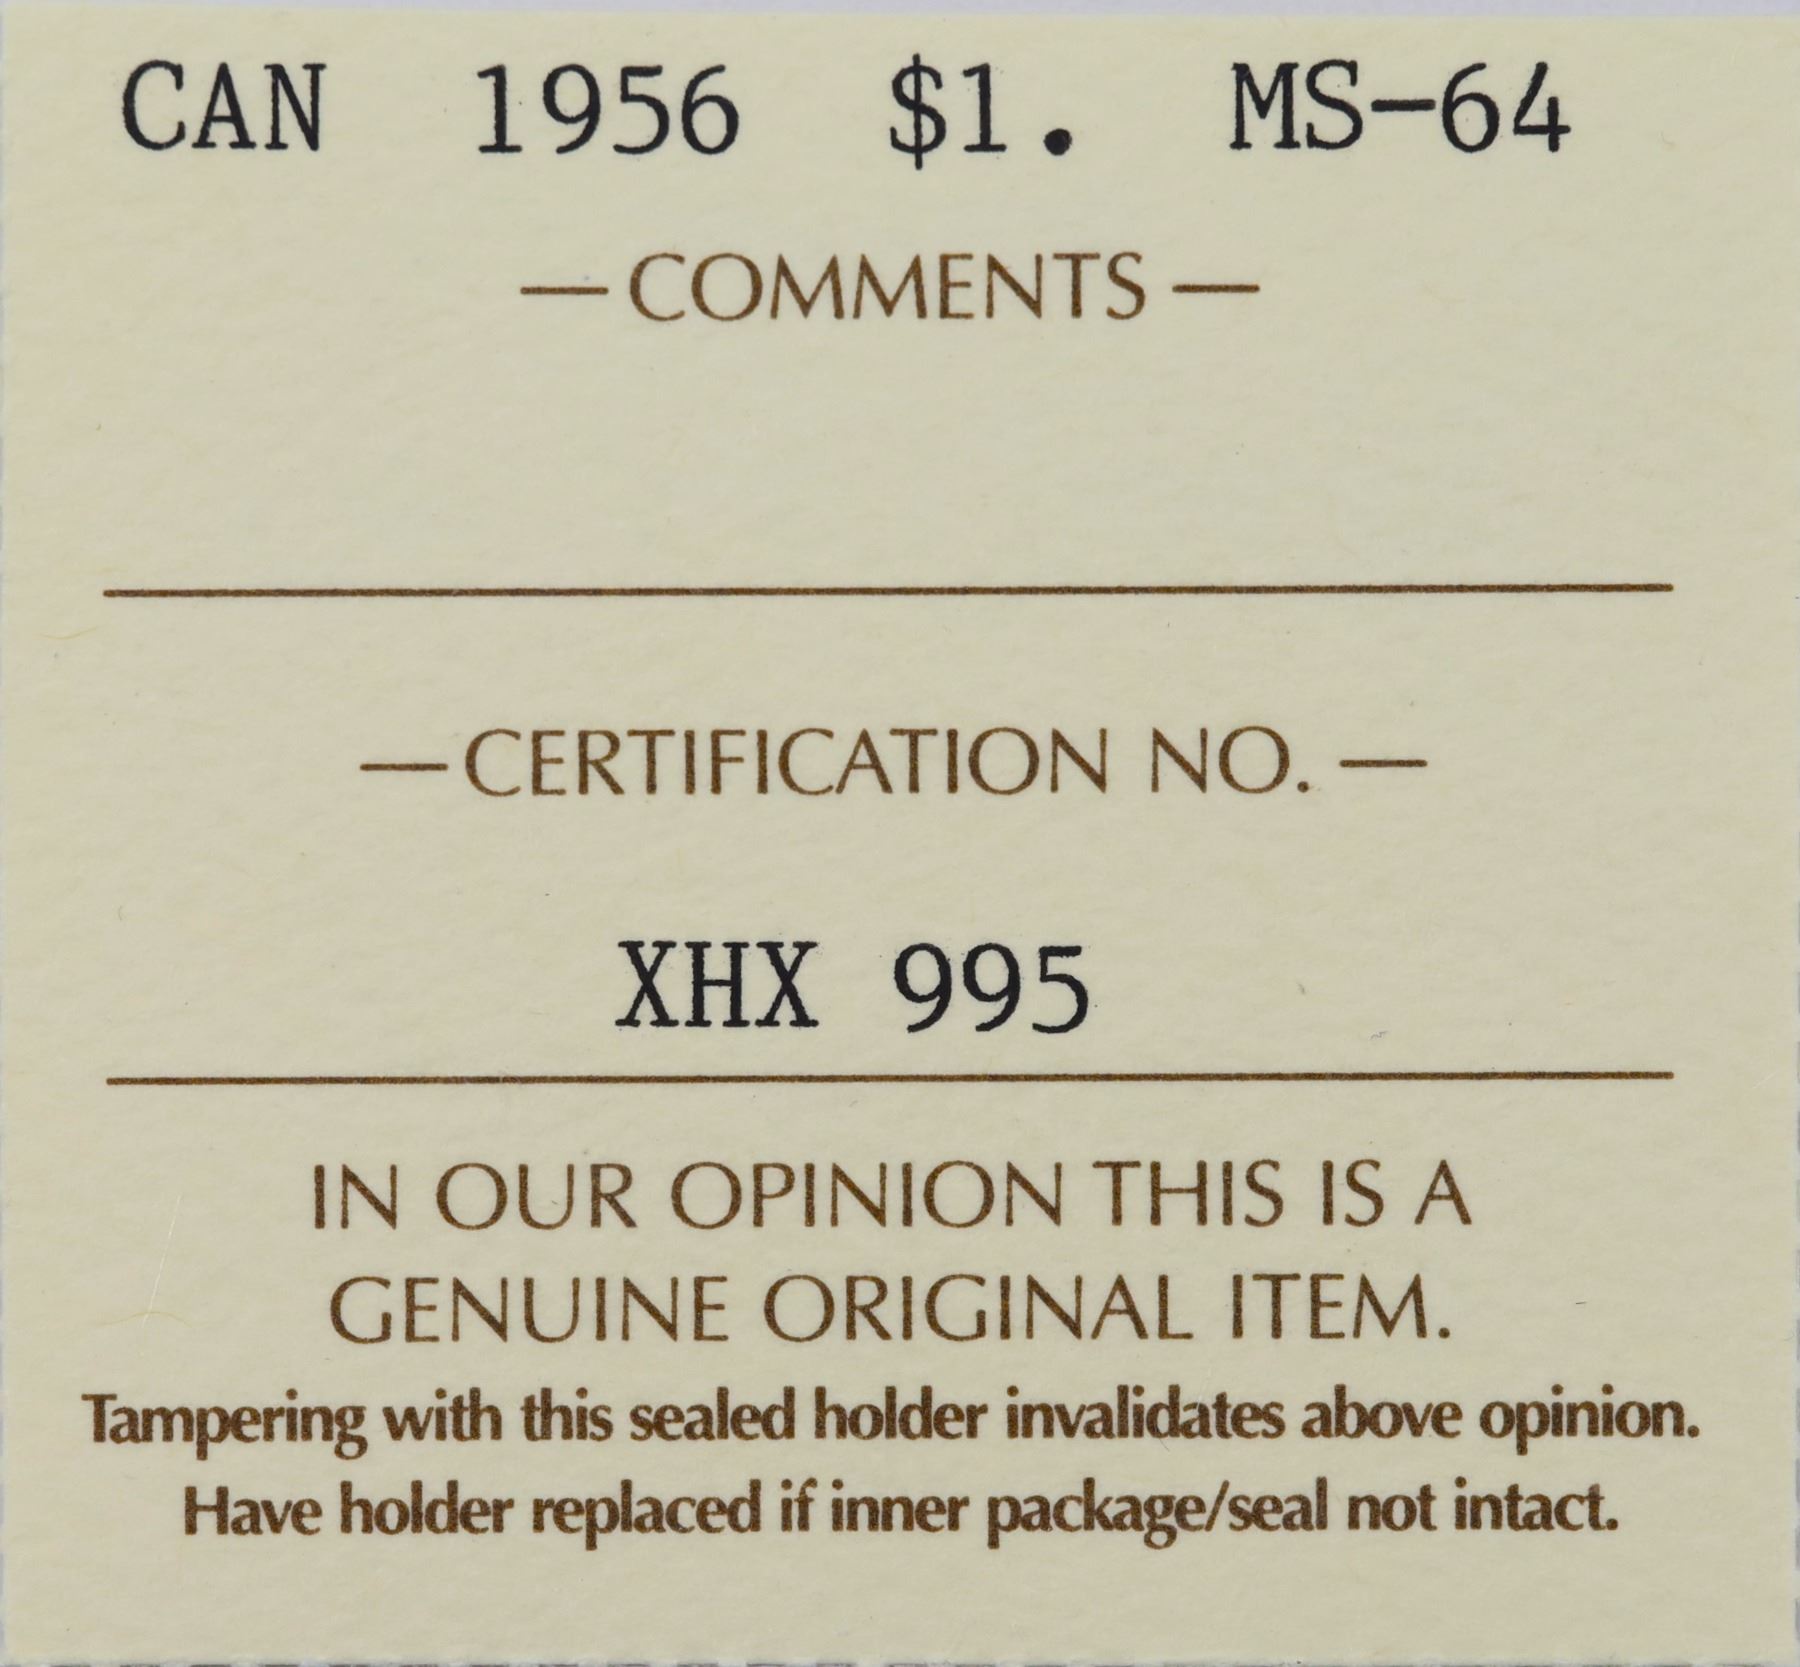 CAN 1956 $1. MS-64
— COMMENTS —
— CERTIFICATION NO. —
XHX 995
IN OUR OPINION THIS IS A
GENUINE ORIGINAL ITEM.
Tampering with this sealed holder invalidates above opinion.
Have holder replaced if inner package/seal not intact.